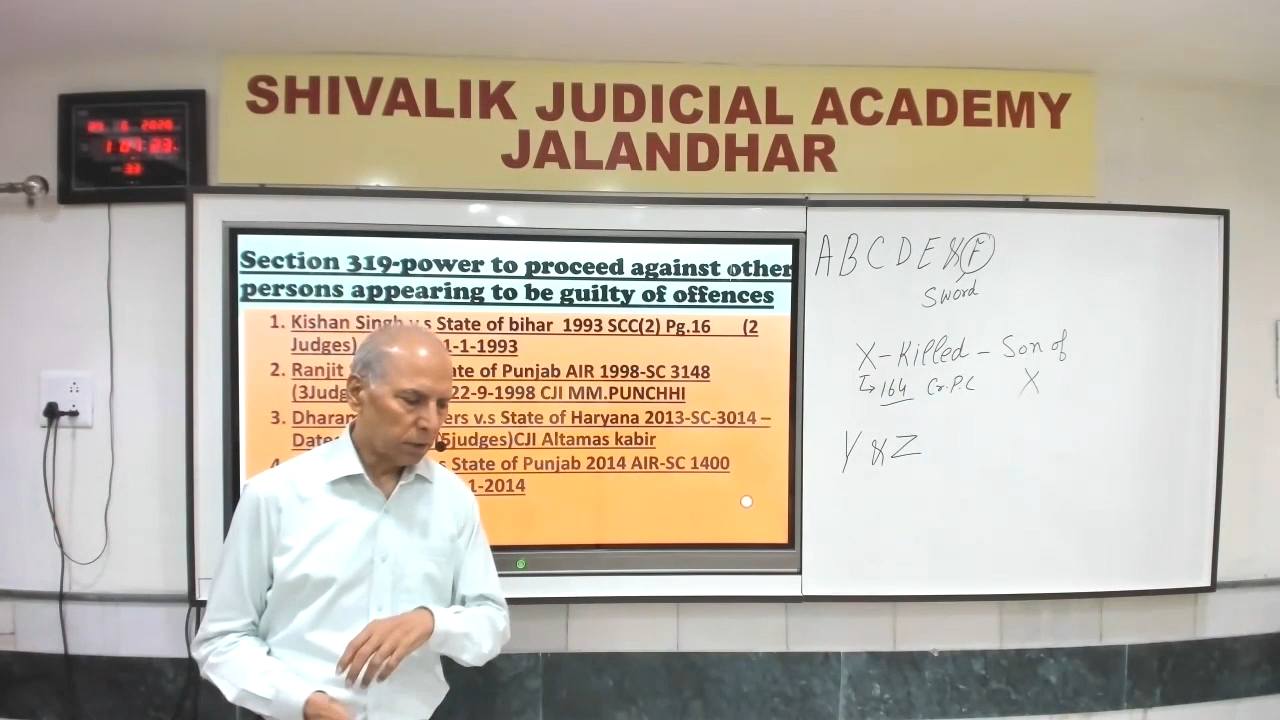 SHIVALIK JUDICIAL ACADEMY
JALANDHAR
Section 319-power to proceed against other
persons appearing to be guilty of offences
1. Kishan Singh v.s State of bihar 1993 SCC(2) Pg.16 (2
Judges) 1-1-1993
2. Ranjit State of Punjab AIR 1998-SC 3148
(3Judg 22-9-1998 CJI MM.PUNCHHI
3. Dharam v.s State of Haryana 2013-SC-3014 –
Date 5judges)CJI Altamas kabir
s State of Punjab 2014 AIR-SC 1400
1-2014
A B C D E & F
Sword
X - Killed - Son of
164 Cr.P.C X
Y & Z